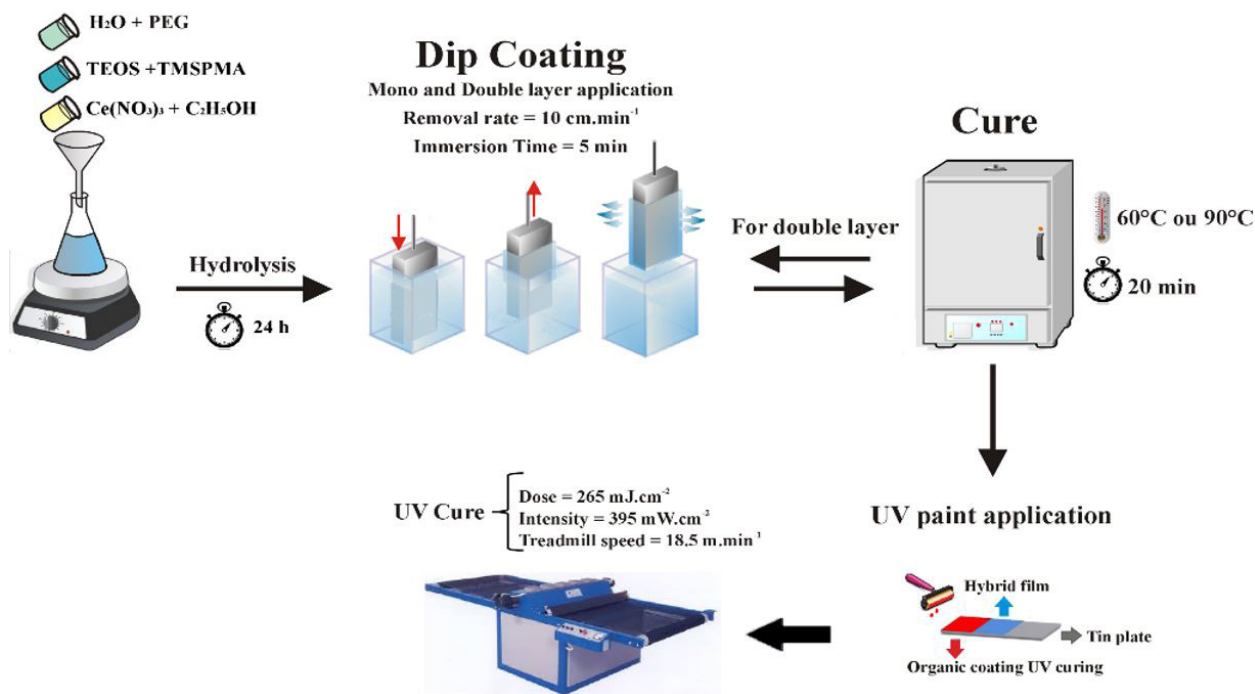 H₂O + PEG
TEOS +TMSPMA
Ce(NO₃)₃ + C₂H₅OH
Hydrolysis
24 h
Dip Coating
Mono and Double layer application
Removal rate = 10 cm.min⁻¹
Immersion Time = 5 min
For double layer
Cure
60°C ou 90°C
20 min
UV paint application
Hybrid film
Tin plate
Organic coating UV curing
UV Cure
Dose = 265 mJ.cm⁻²
Intensity = 395 mW.cm⁻²
Treadmill speed = 18.5 m.min⁻¹